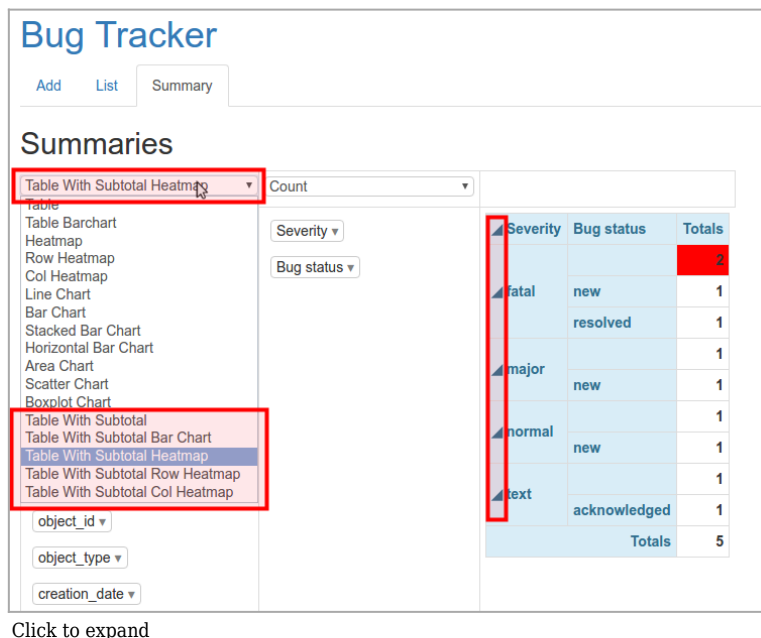 Bug Tracker
Add List Summary
Summaries
Table With Subtotal Heatmap ▾ Count ▾
Table
Table Barchart
Heatmap
Row Heatmap
Col Heatmap
Line Chart
Bar Chart
Stacked Bar Chart
Horizontal Bar Chart
Area Chart
Scatter Chart
Boxplot Chart
Table With Subtotal
Table With Subtotal Bar Chart
Table With Subtotal Heatmap
Table With Subtotal Row Heatmap
Table With Subtotal Col Heatmap
object_id ▾
object_type ▾
creation_date ▾
Severity ▾
Bug status ▾
Severity Bug status Totals
2
fatal new 1
resolved 1
1
major
new 1
1
normal
new 1
1
text
acknowledged 1
Totals 5
Click to expand